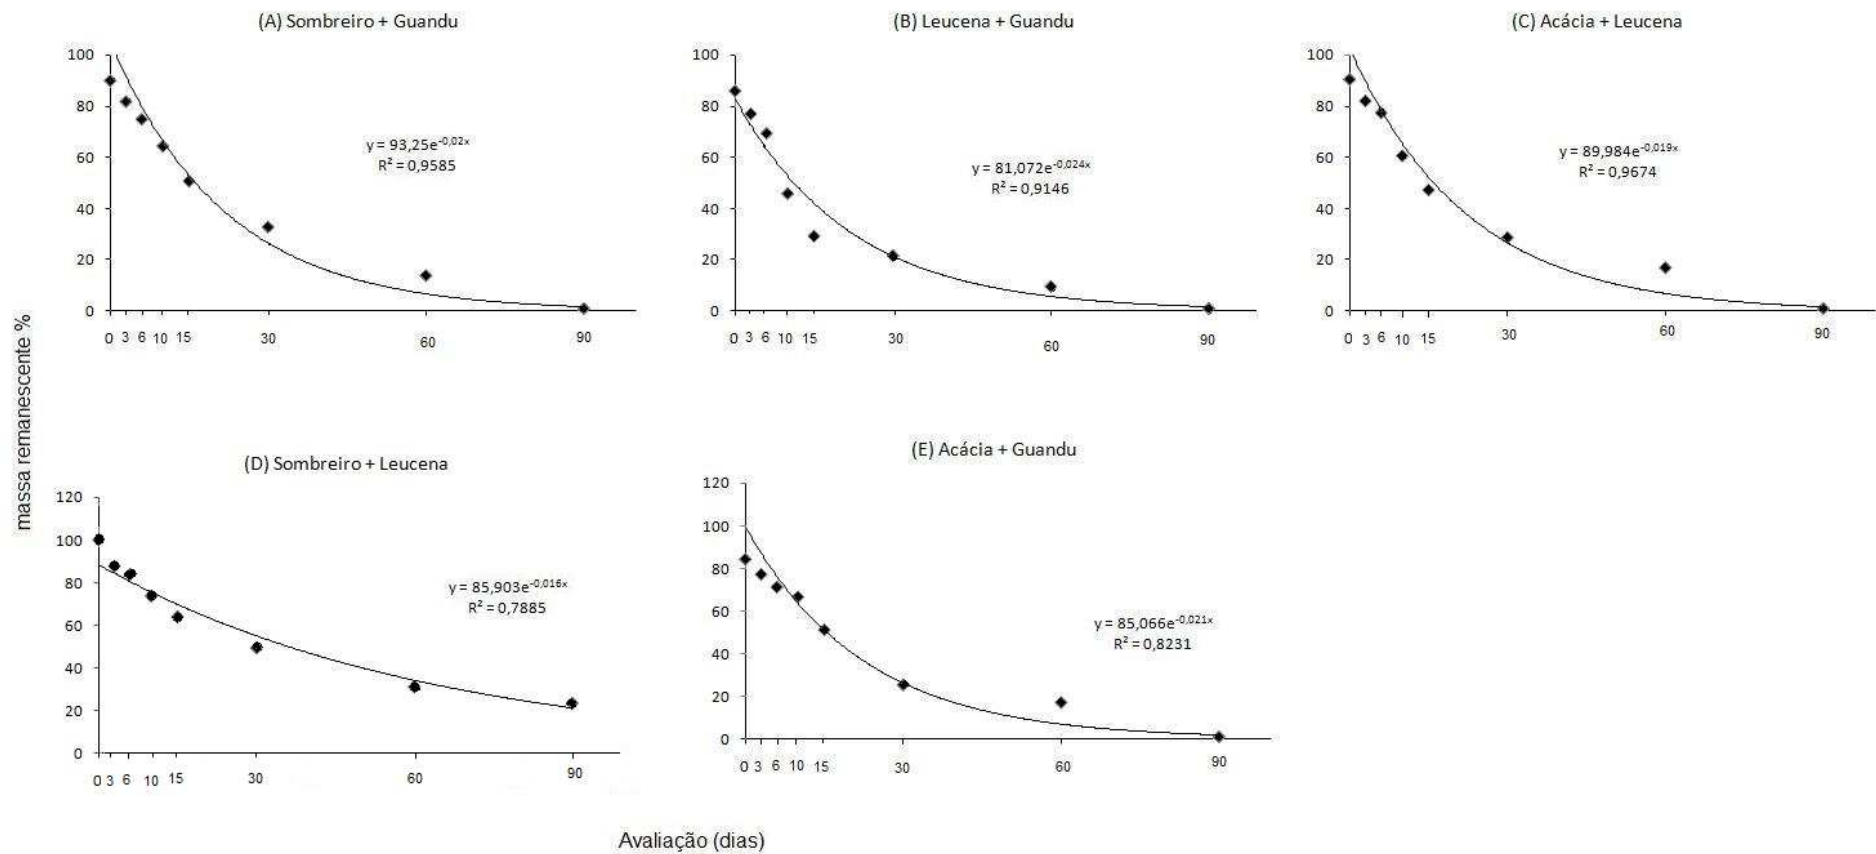 (A) Sombreiro + Guandu
100
80
60
40
20
0
0 3 6 10 15 30 60 90
y = 93,25e^-0,02x
R² = 0,9585
(B) Leucena + Guandu
100
80
60
40
20
0
0 3 6 10 15 30 60 90
y = 81,072e^-0,024x
R² = 0,9146
(C) Acácia + Leucena
100
80
60
40
20
0
0 3 6 10 15 30 60 90
y = 89,984e^-0,019x
R² = 0,9674
massa remanescente %
(D) Sombreiro + Leucena
120
100
80
60
40
20
0
0 3 6 10 15 30 60 90
y = 85,903e^-0,016x
R² = 0,7885
(E) Acácia + Guandu
120
100
80
60
40
20
0
0 3 6 10 15 30 60 90
y = 85,066e^-0,021x
R² = 0,8231
Avaliação (dias)